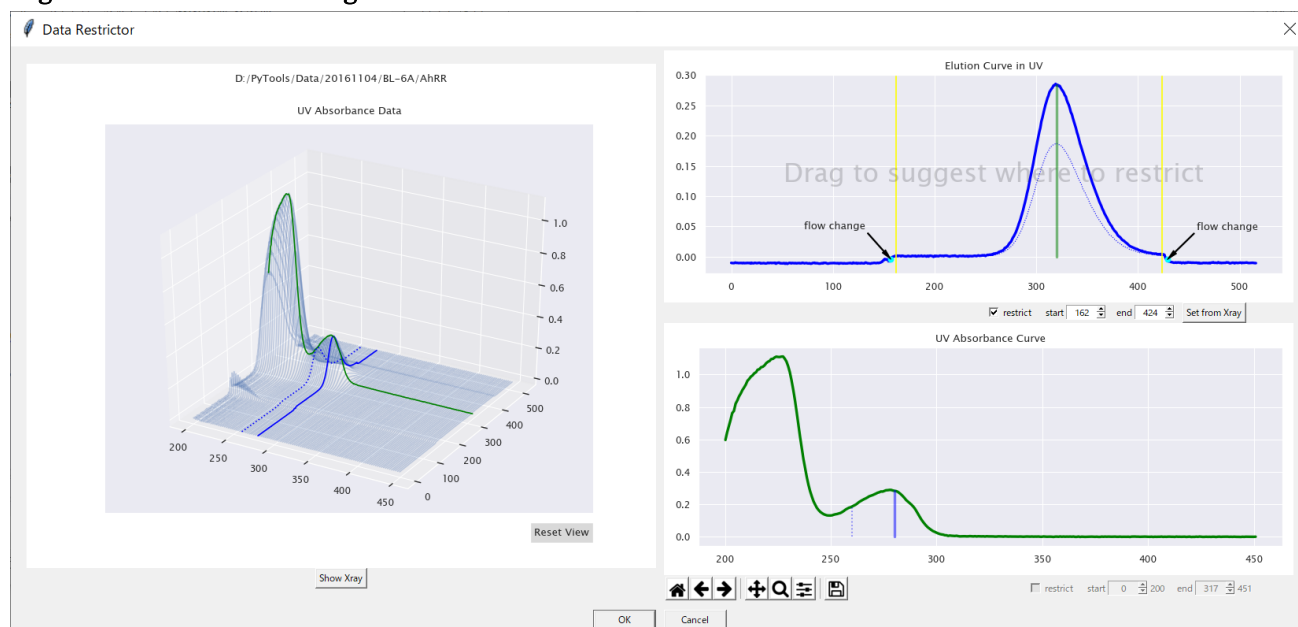 Data Restrictor
D:/PyTools/Data/20161104/BL-6A/AhRR
UV Absorbance Data
1.0
0.8
0.6
0.4
0.2
0.0
500
400
300
200
100
0
200
250
300
350
400
450
Reset View
Show Xray
Elution Curve in UV
0.30
0.25
0.20
0.15
0.10
0.05
0.00
Drag to suggest where to restrict
flow change
flow change
0 100 200 300 400 500
restrict start 162 end 424 Set from Xray
UV Absorbance Curve
1.0
0.8
0.6
0.4
0.2
0.0
200 250 300 350 400 450
restrict start 0 200 end 317 451
OK Cancel